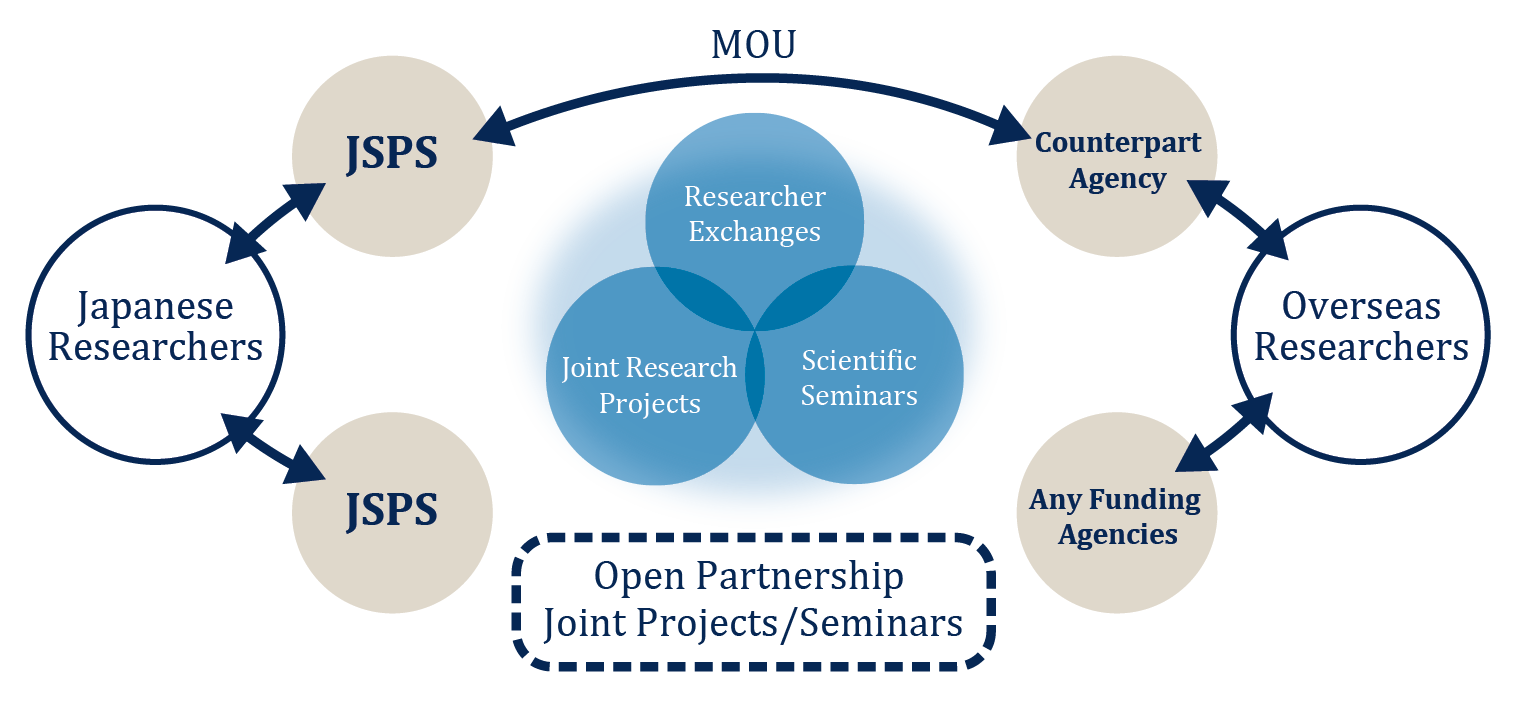 MOU
JSPS
Counterpart
Agency
Researcher
Exchanges
Japanese
Researchers
Overseas
Researchers
Joint Research
Projects
Scientific
Seminars
JSPS
Any Funding
Agencies
Open Partnership
Joint Projects/Seminars